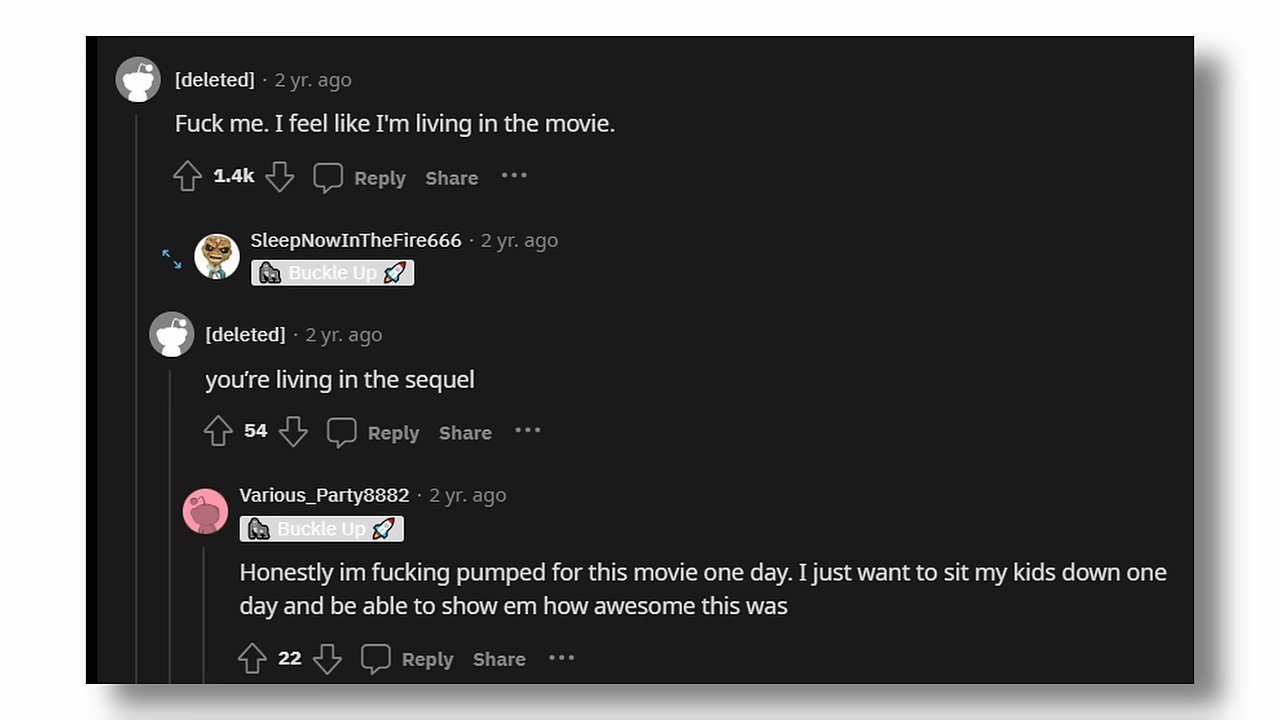 [deleted] · 2 yr. ago
Fuck me. I feel like I'm living in the movie.
1.4k Reply Share ···
SleepNowInTheFire666 · 2 yr. ago
🦍 Buckle Up 🚀
[deleted] · 2 yr. ago
you’re living in the sequel
54 Reply Share ···
Various_Party8882 · 2 yr. ago
🦍 Buckle Up 🚀
Honestly im fucking pumped for this movie one day. I just want to sit my kids down one
day and be able to show em how awesome this was
22 Reply Share ···